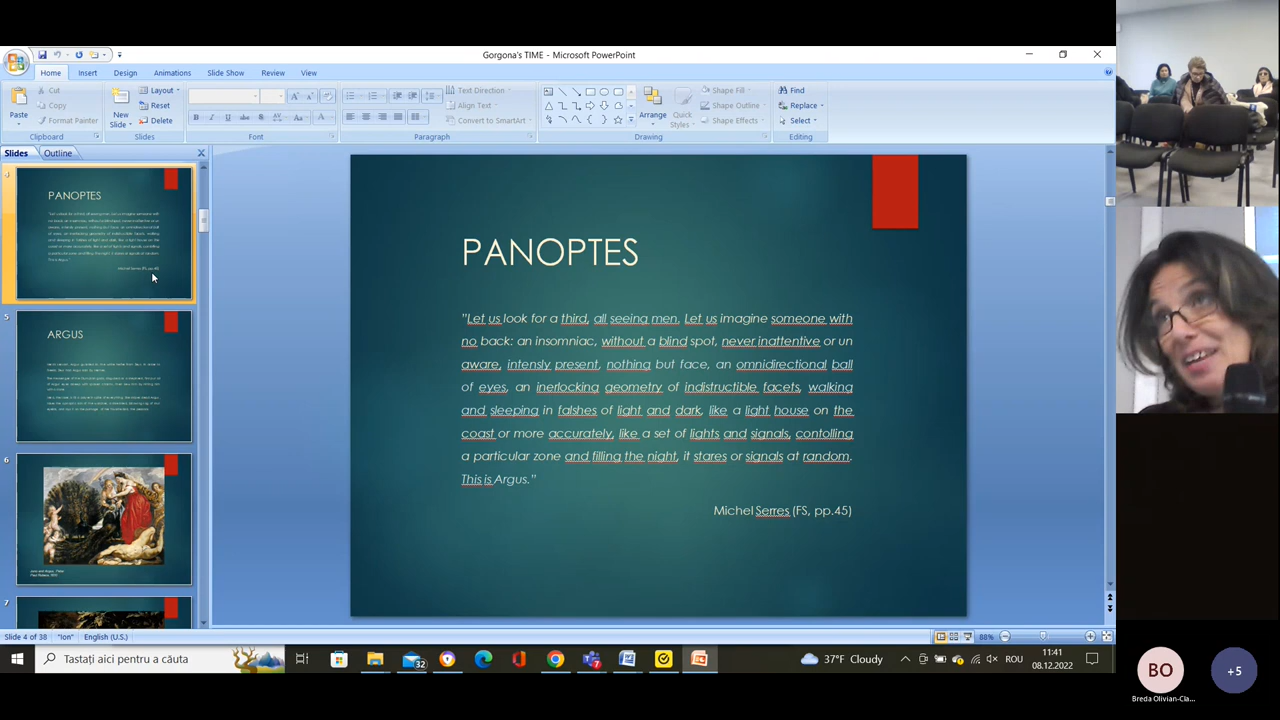 Gorgona's TIME - Microsoft PowerPoint
Home Insert Design Animations Slide Show Review View
Paste
Cut
Copy
Format Painter
Clipboard
New Slide
Layout
Reset
Delete
Slides
Font
Text Direction
Align Text
Convert to SmartArt
Paragraph
Arrange
Quick Styles
Shape Fill
Shape Outline
Shape Effects
Drawing
Find
Replace
Select
Editing
Slides Outline
4
PANOPTES
5
ARGUS
6
7
PANOPTES
"Let us look for a third, all seeing men. Let us imagine someone with
no back: an insomniac, without a blind spot, never inattentive or un
aware, intensly present, nothing but face, an omnidirectional ball
of eyes, an inerlocking geometry of indistructible facets, walking
and sleeping in falshes of light and dark, like a light house on the
coast or more accurately, like a set of lights and signals, contolling
a particular zone and filling the night, it stares or signals at random.
This is Argus."
Michel Serres (FS, pp.45)
Slide 4 of 38 "Ion" English (U.S.)
88%
Tastați aici pentru a căuta
32
37°F Cloudy
ROU
11:41
08.12.2022
BO
Breda Olivian-Cla...
+5